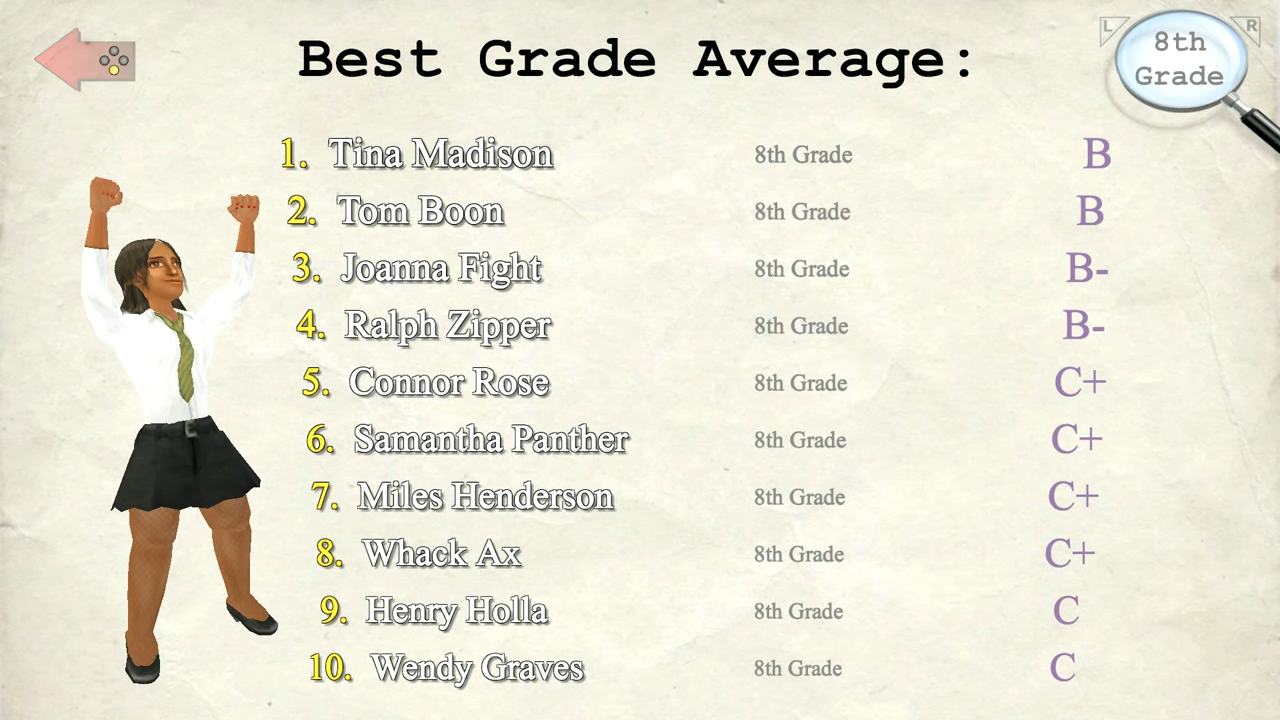 Best Grade Average:
L R
8th
Grade
1. Tina Madison 8th Grade B
2. Tom Boon 8th Grade B
3. Joanna Fight 8th Grade B-
4. Ralph Zipper 8th Grade B-
5. Connor Rose 8th Grade C+
6. Samantha Panther 8th Grade C+
7. Miles Henderson 8th Grade C+
8. Whack Ax 8th Grade C+
9. Henry Holla 8th Grade C
10. Wendy Graves 8th Grade C